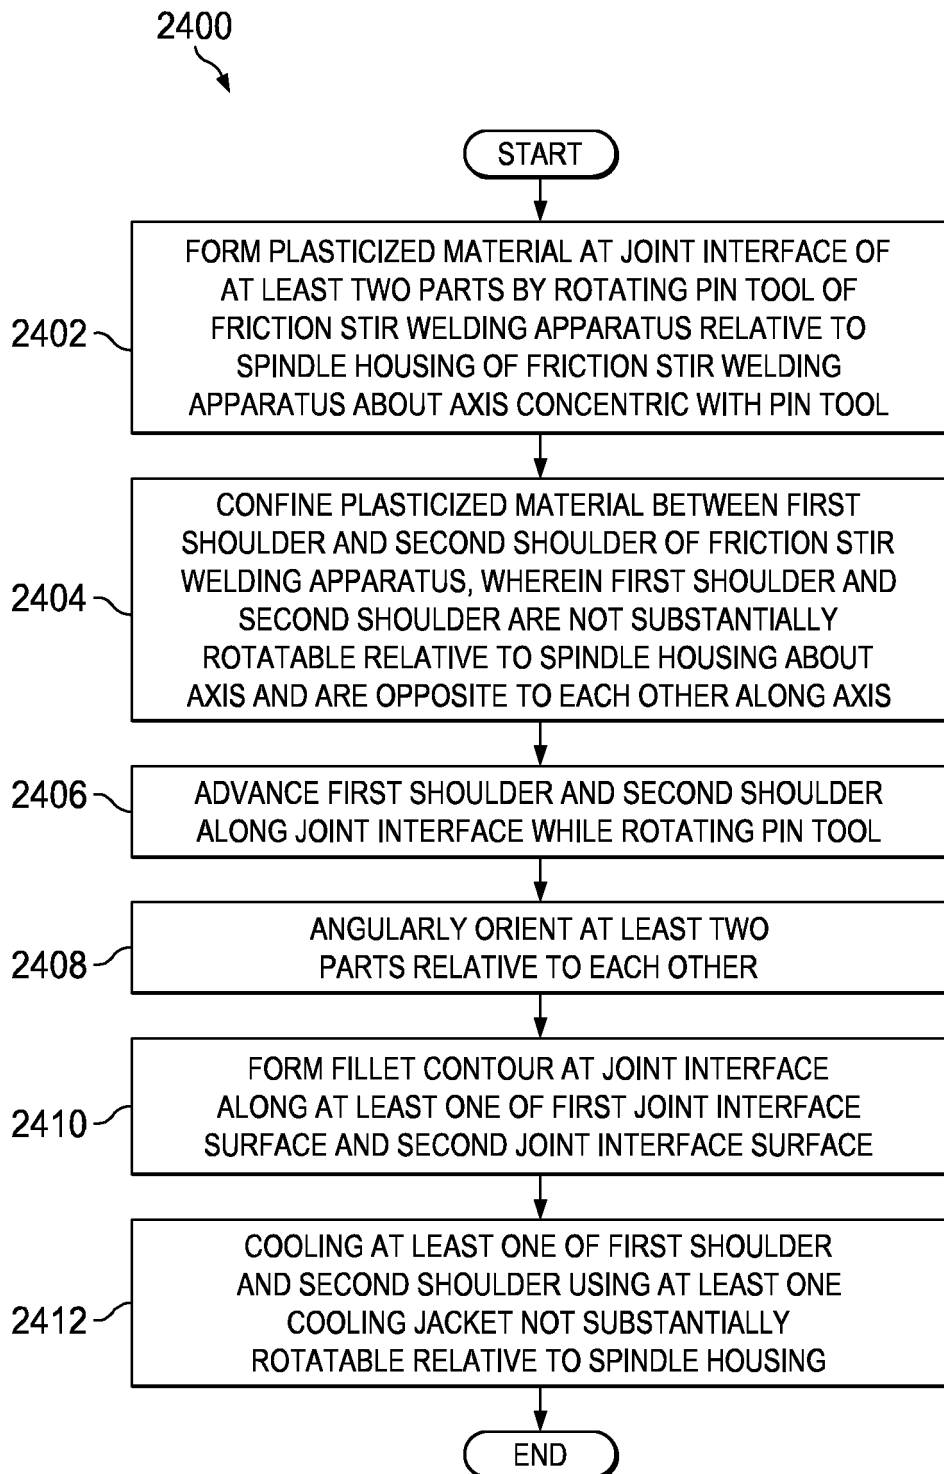 2400
START
2402
FORM PLASTICIZED MATERIAL AT JOINT INTERFACE OF
AT LEAST TWO PARTS BY ROTATING PIN TOOL OF
FRICTION STIR WELDING APPARATUS RELATIVE TO
SPINDLE HOUSING OF FRICTION STIR WELDING
APPARATUS ABOUT AXIS CONCENTRIC WITH PIN TOOL
2404
CONFINE PLASTICIZED MATERIAL BETWEEN FIRST
SHOULDER AND SECOND SHOULDER OF FRICTION STIR
WELDING APPARATUS, WHEREIN FIRST SHOULDER AND
SECOND SHOULDER ARE NOT SUBSTANTIALLY
ROTATABLE RELATIVE TO SPINDLE HOUSING ABOUT
AXIS AND ARE OPPOSITE TO EACH OTHER ALONG AXIS
2406
ADVANCE FIRST SHOULDER AND SECOND SHOULDER
ALONG JOINT INTERFACE WHILE ROTATING PIN TOOL
2408
ANGULARLY ORIENT AT LEAST TWO
PARTS RELATIVE TO EACH OTHER
2410
FORM FILLET CONTOUR AT JOINT INTERFACE
ALONG AT LEAST ONE OF FIRST JOINT INTERFACE
SURFACE AND SECOND JOINT INTERFACE SURFACE
2412
COOLING AT LEAST ONE OF FIRST SHOULDER
AND SECOND SHOULDER USING AT LEAST ONE
COOLING JACKET NOT SUBSTANTIALLY
ROTATABLE RELATIVE TO SPINDLE HOUSING
END